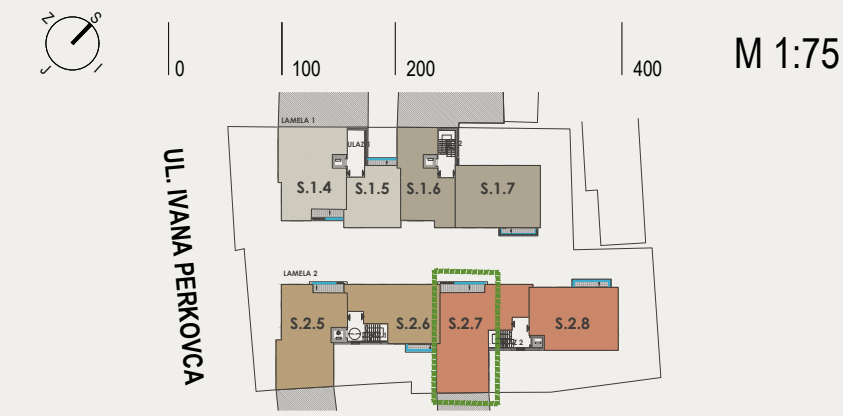 Z S
J I
0 100 200 400 M 1:75
LAMELA 1
S.1.4 S.1.5 S.1.6 S.1.7
UL. IVANA PERKOVCA
LAMELA 2
S.2.5 S.2.6 S.2.7 S.2.8